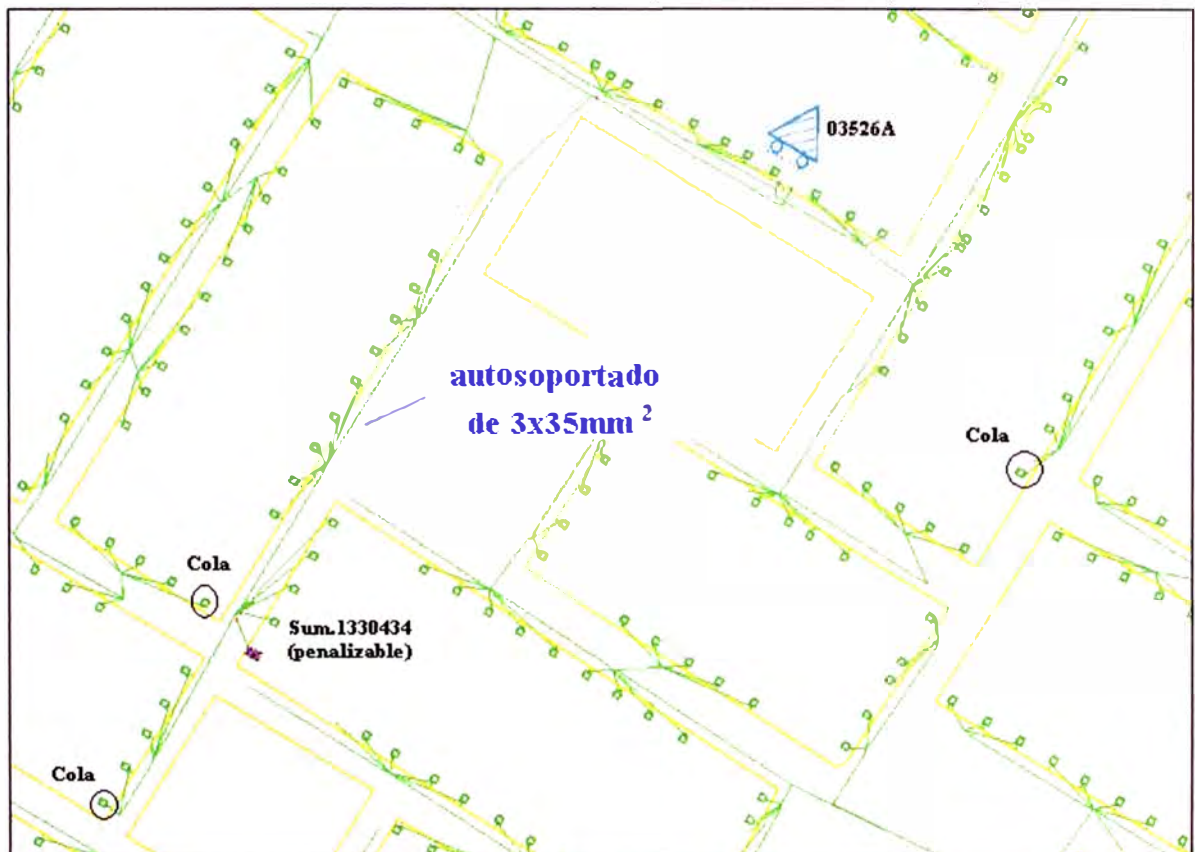 03526A
autosoportado
de 3x35mm ²
Cola
Cola
Sum.1330434
(penalizable)
Cola